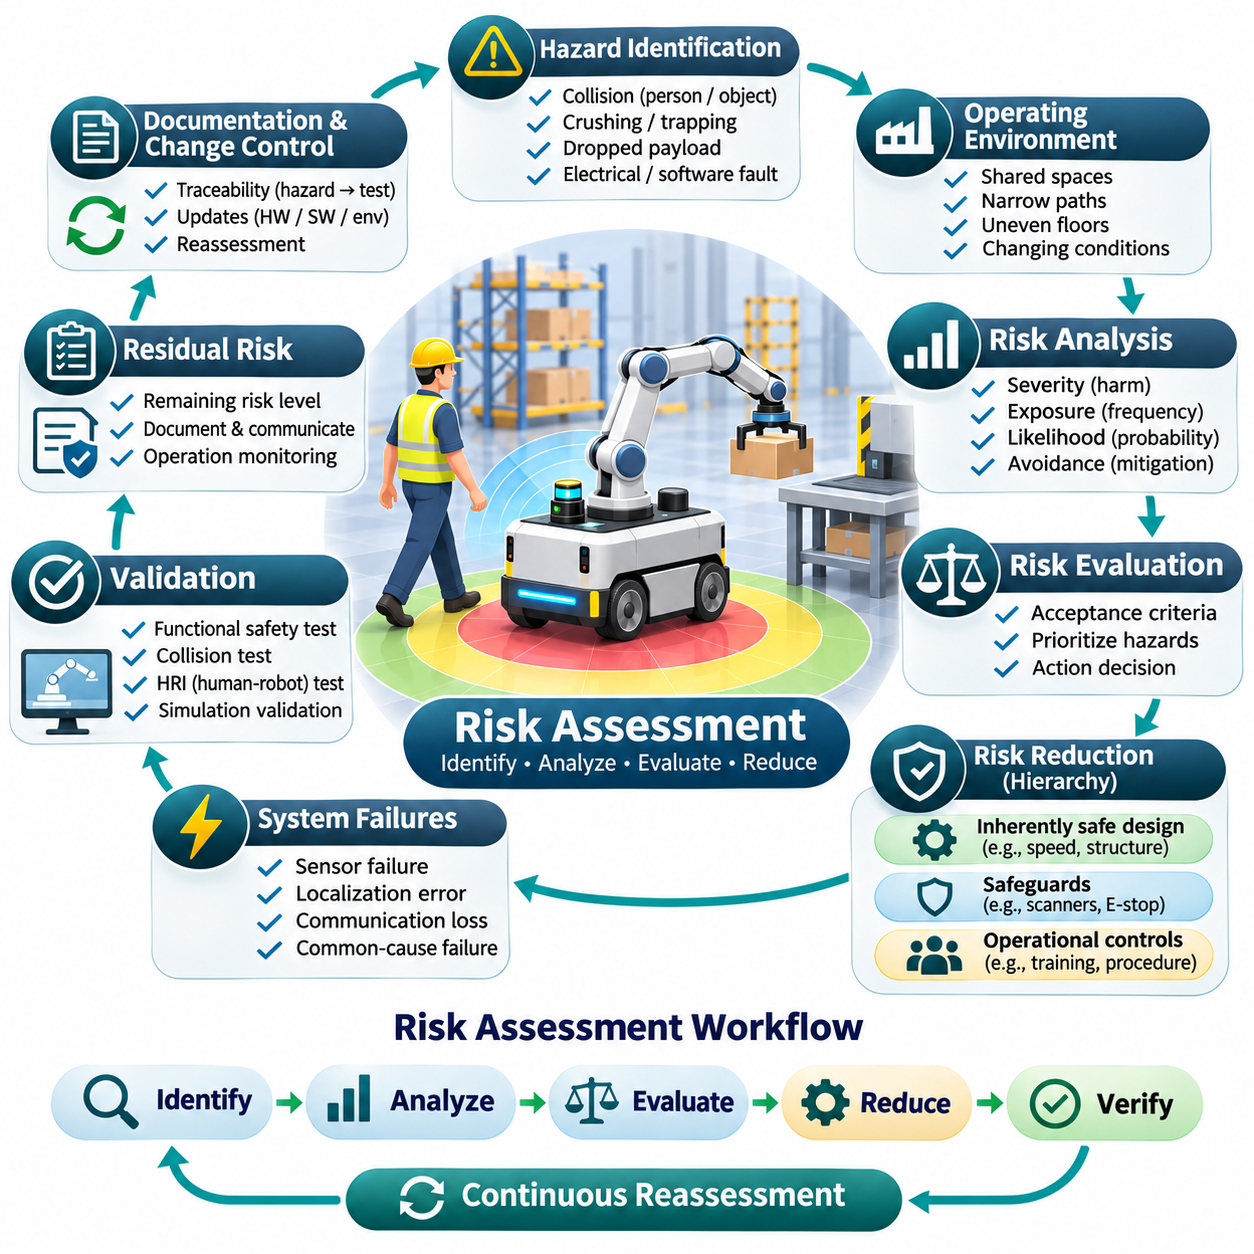 Hazard Identification
Collision (person / object)
Crushing / trapping
Dropped payload
Electrical / software fault
Operating
Environment
Shared spaces
Narrow paths
Uneven floors
Changing conditions
Risk Analysis
Severity (harm)
Exposure (frequency)
Likelihood (probability)
Avoidance (mitigation)
Risk Evaluation
Acceptance criteria
Prioritize hazards
Action decision
Risk Reduction
(Hierarchy)
Inherently safe design
(e.g., speed, structure)
Safeguards
(e.g., scanners, E-stop)
Operational controls
(e.g., training, procedure)
System Failures
Sensor failure
Localization error
Communication loss
Common-cause failure
Validation
Functional safety test
Collision test
HRI (human-robot) test
Simulation validation
Residual Risk
Remaining risk level
Document & communicate
Operation monitoring
Documentation &
Change Control
Traceability (hazard → test)
Updates (HW / SW / env)
Reassessment
Risk Assessment
Identify • Analyze • Evaluate • Reduce
Risk Assessment Workflow
Identify
Analyze
Evaluate
Reduce
Verify
Continuous Reassessment